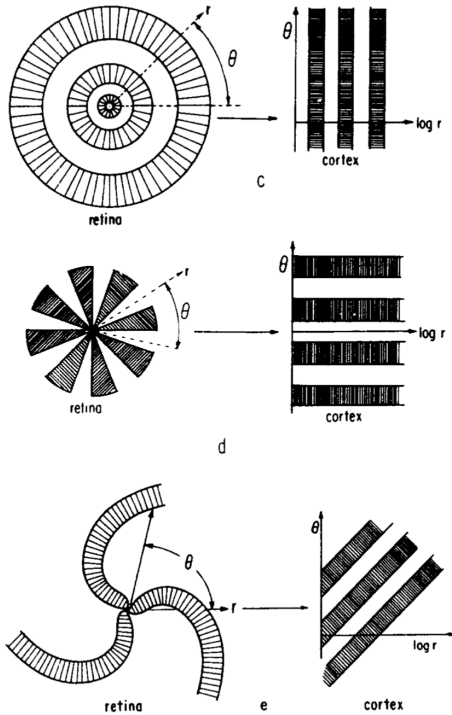 r
θ
θ
log r
cortex
retina
c
r
θ
θ
log r
retina
cortex
d
θ
θ
r
log r
retina
e
cortex